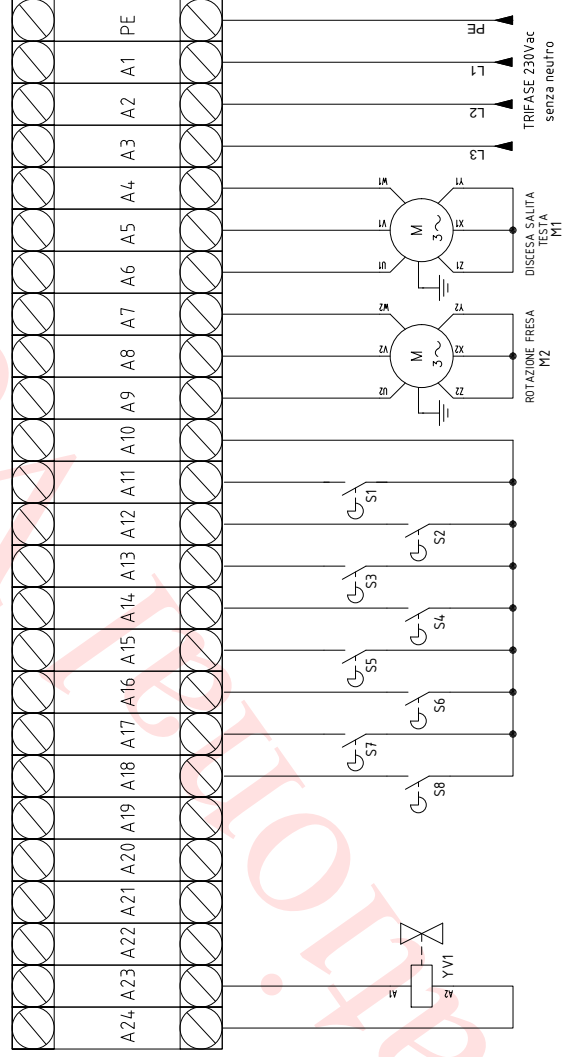 PE
A1
A2
A3
A4
A5
A6
A7
A8
A9
A10
A11
A12
A13
A14
A15
A16
A17
A18
A19
A20
A21
A22
A23
A24
PE
L1
L2
L3
TRIFASE 230Vac
senza neutro
W1
V1
U1
M
3~
Y1
X1
Z1
DISCESA SALITA
TESTA
M1
W2
V2
U2
M
3~
Y2
X2
Z2
ROTAZIONE FRESA
M2
S1
S2
S3
S4
S5
S6
S7
S8
A1
A2
YV1